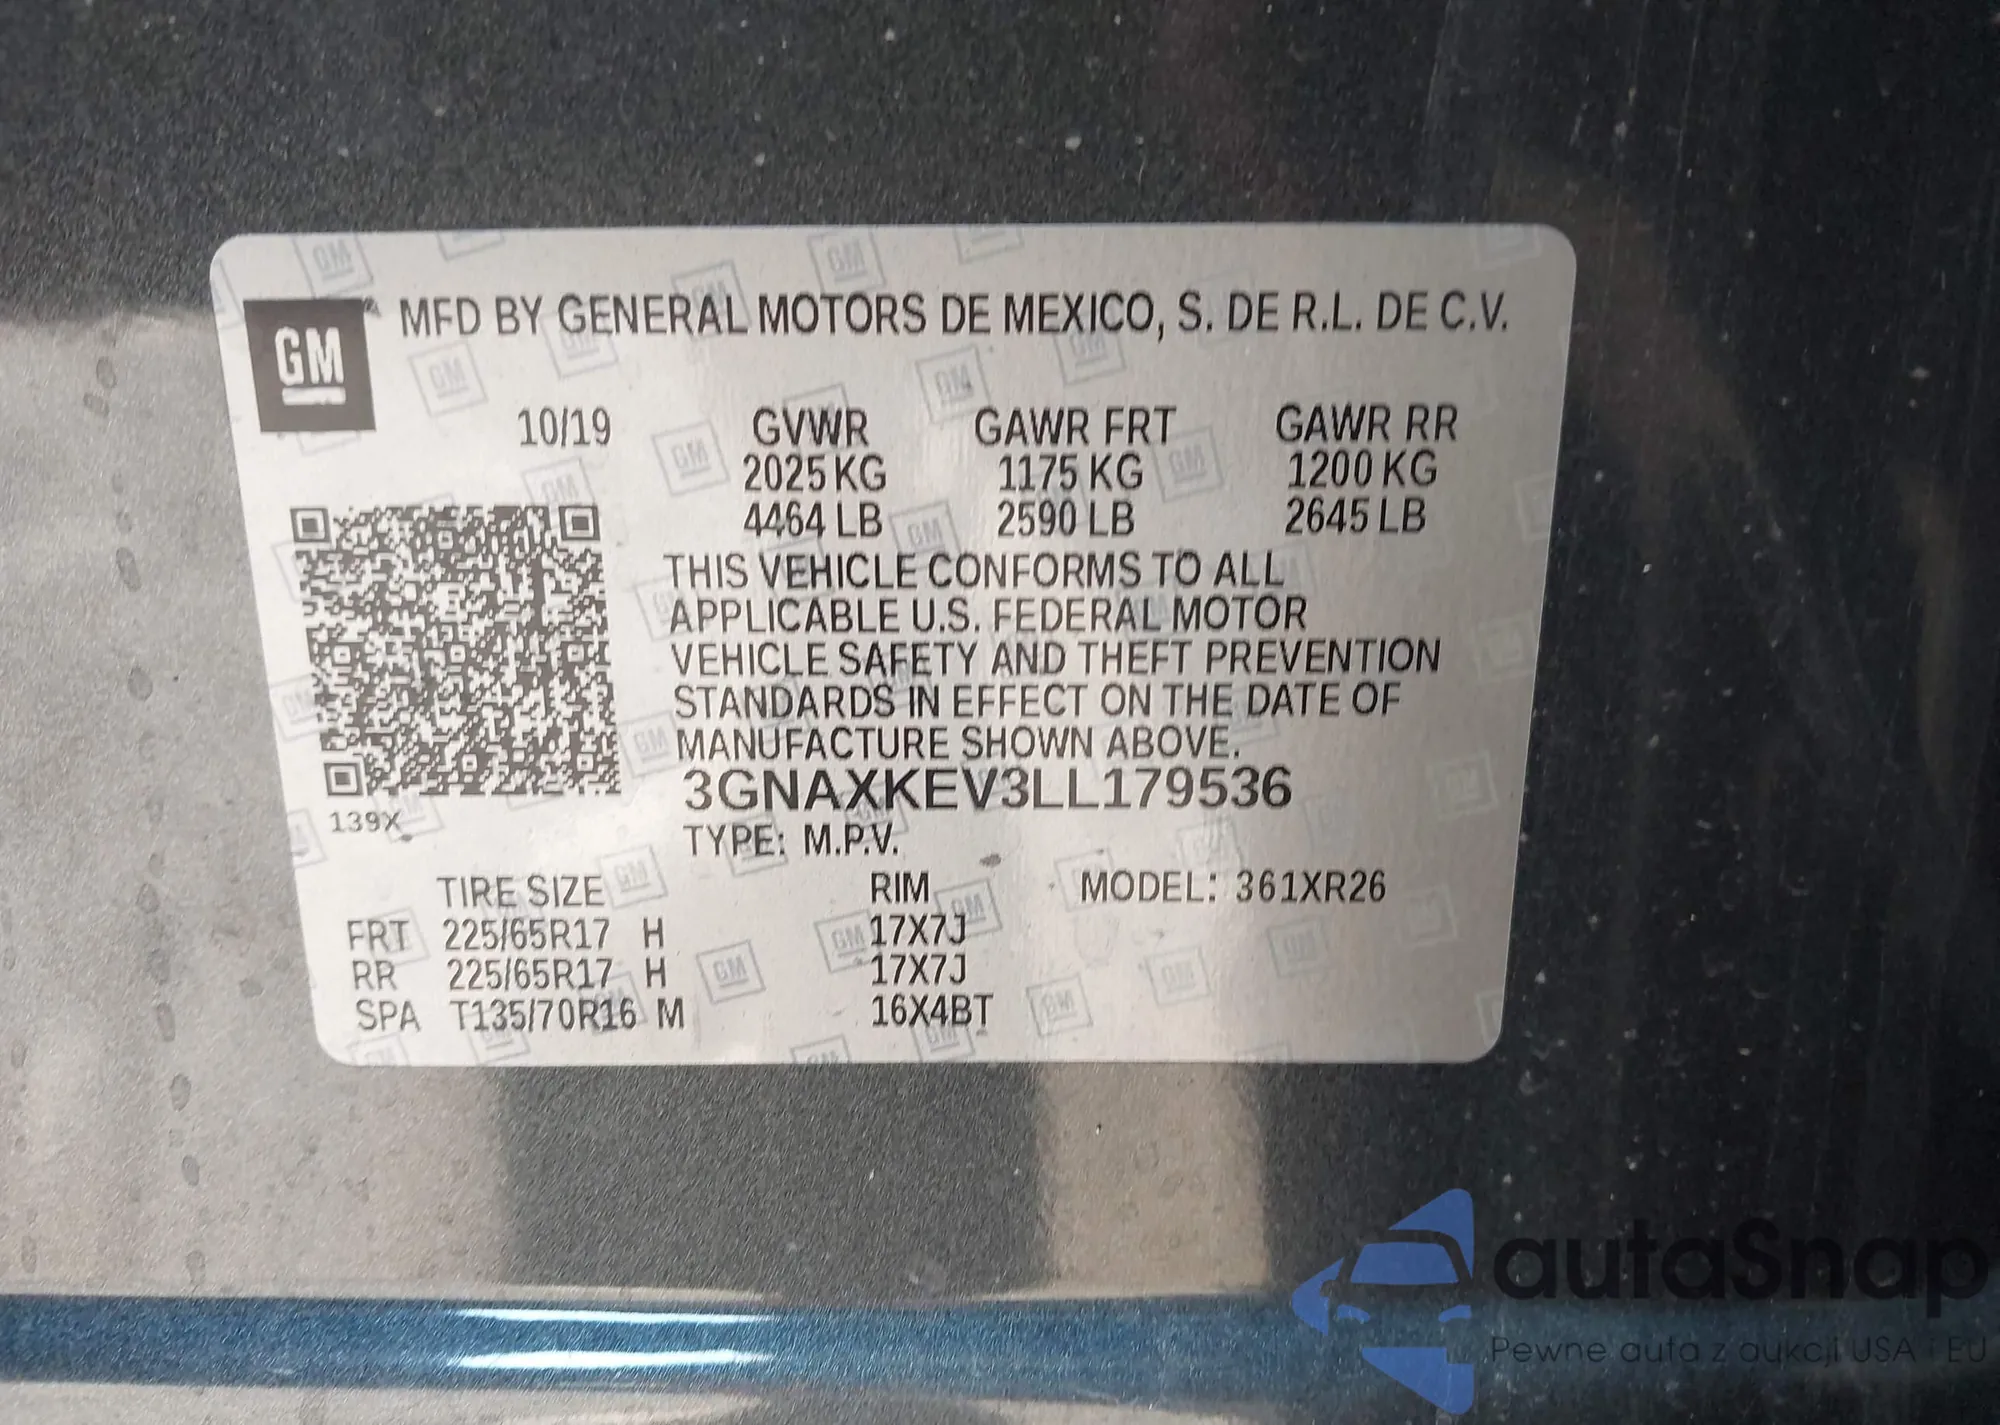 GM
MFD BY GENERAL MOTORS DE MEXICO, S. DE R.L. DE C.V.
10/19 GVWR GAWR FRT GAWR RR
2025 KG 1175 KG 1200 KG
4464 LB 2590 LB 2645 LB
THIS VEHICLE CONFORMS TO ALL
APPLICABLE U.S. FEDERAL MOTOR
VEHICLE SAFETY AND THEFT PREVENTION
STANDARDS IN EFFECT ON THE DATE OF
MANUFACTURE SHOWN ABOVE.
3GNAXKEV3LL179536
139X
TYPE: M.P.V.
TIRE SIZE RIM MODEL: 361XR26
FRT 225/65R17 H 17X7J
RR 225/65R17 H 17X7J
SPA T135/70R16 M 16X4BT
autaSnap
Pewne auta z aukcji USA i EU